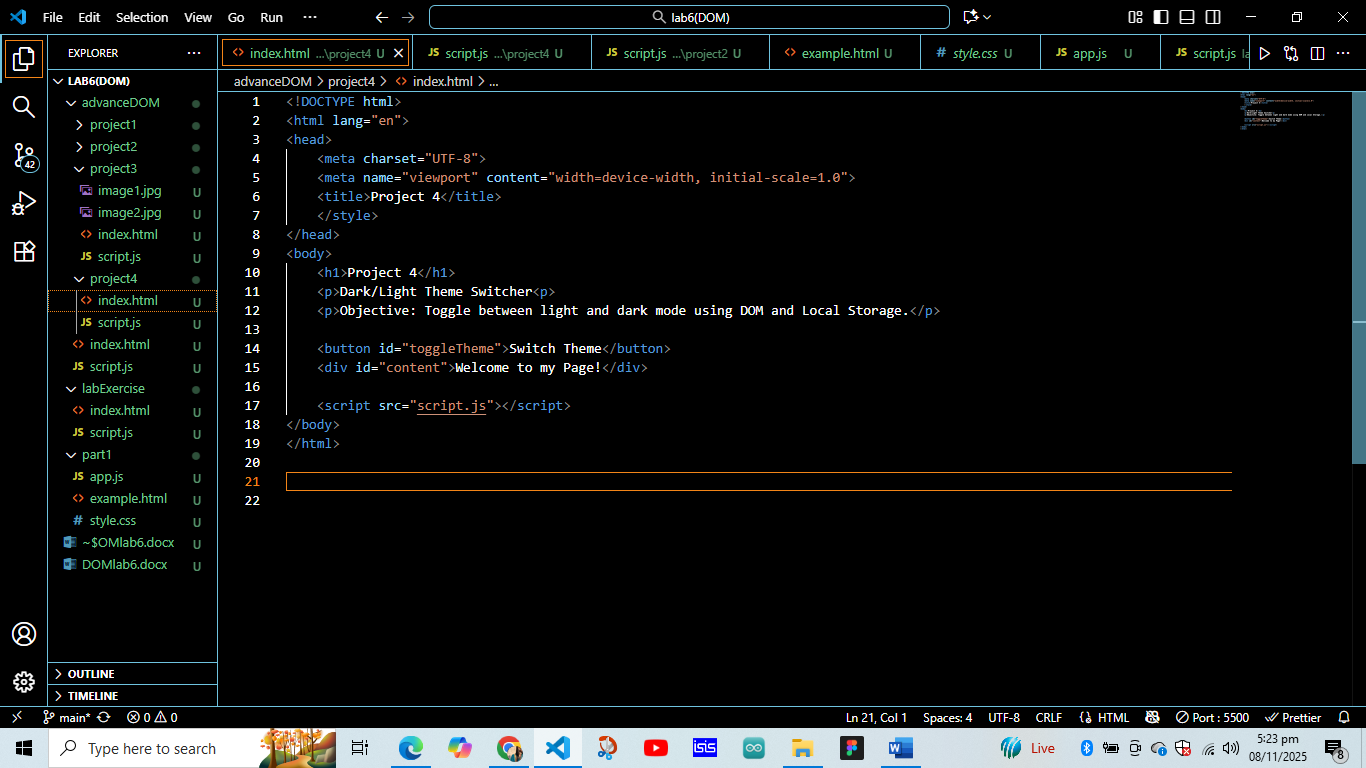 File Edit Selection View Go Run ··· lab6(DOM)
EXPLORER ···
index.html ...\project4 U
script.js ...\project4 U
script.js ...\project2 U
example.html U
style.css U
app.js U
script.js la
LAB6(DOM)
advanceDOM
project1
project2
project3
image1.jpg U
image2.jpg U
index.html U
script.js U
project4
index.html U
script.js U
index.html U
script.js U
labExercise
index.html U
script.js U
part1
app.js U
example.html U
style.css U
~$OMlab6.docx U
DOMlab6.docx U
OUTLINE
TIMELINE
42
advanceDOM > project4 > index.html > ...
1 <!DOCTYPE html>
2 <html lang="en">
3 <head>
4 <meta charset="UTF-8">
5 <meta name="viewport" content="width=device-width, initial-scale=1.0">
6 <title>Project 4</title>
7 </style>
8 </head>
9 <body>
10 <h1>Project 4</h1>
11 <p>Dark/Light Theme Switcher<p>
12 <p>Objective: Toggle between light and dark mode using DOM and Local Storage.</p>
13
14 <button id="toggleTheme">Switch Theme</button>
15 <div id="content">Welcome to my Page!</div>
16
17 <script src="script.js"></script>
18 </body>
19 </html>
20
21
22
main* 0 0 Ln 21, Col 1 Spaces: 4 UTF-8 CRLF HTML Port : 5500 Prettier
Type here to search
isis
Live
5:23 pm
08/11/2025
8